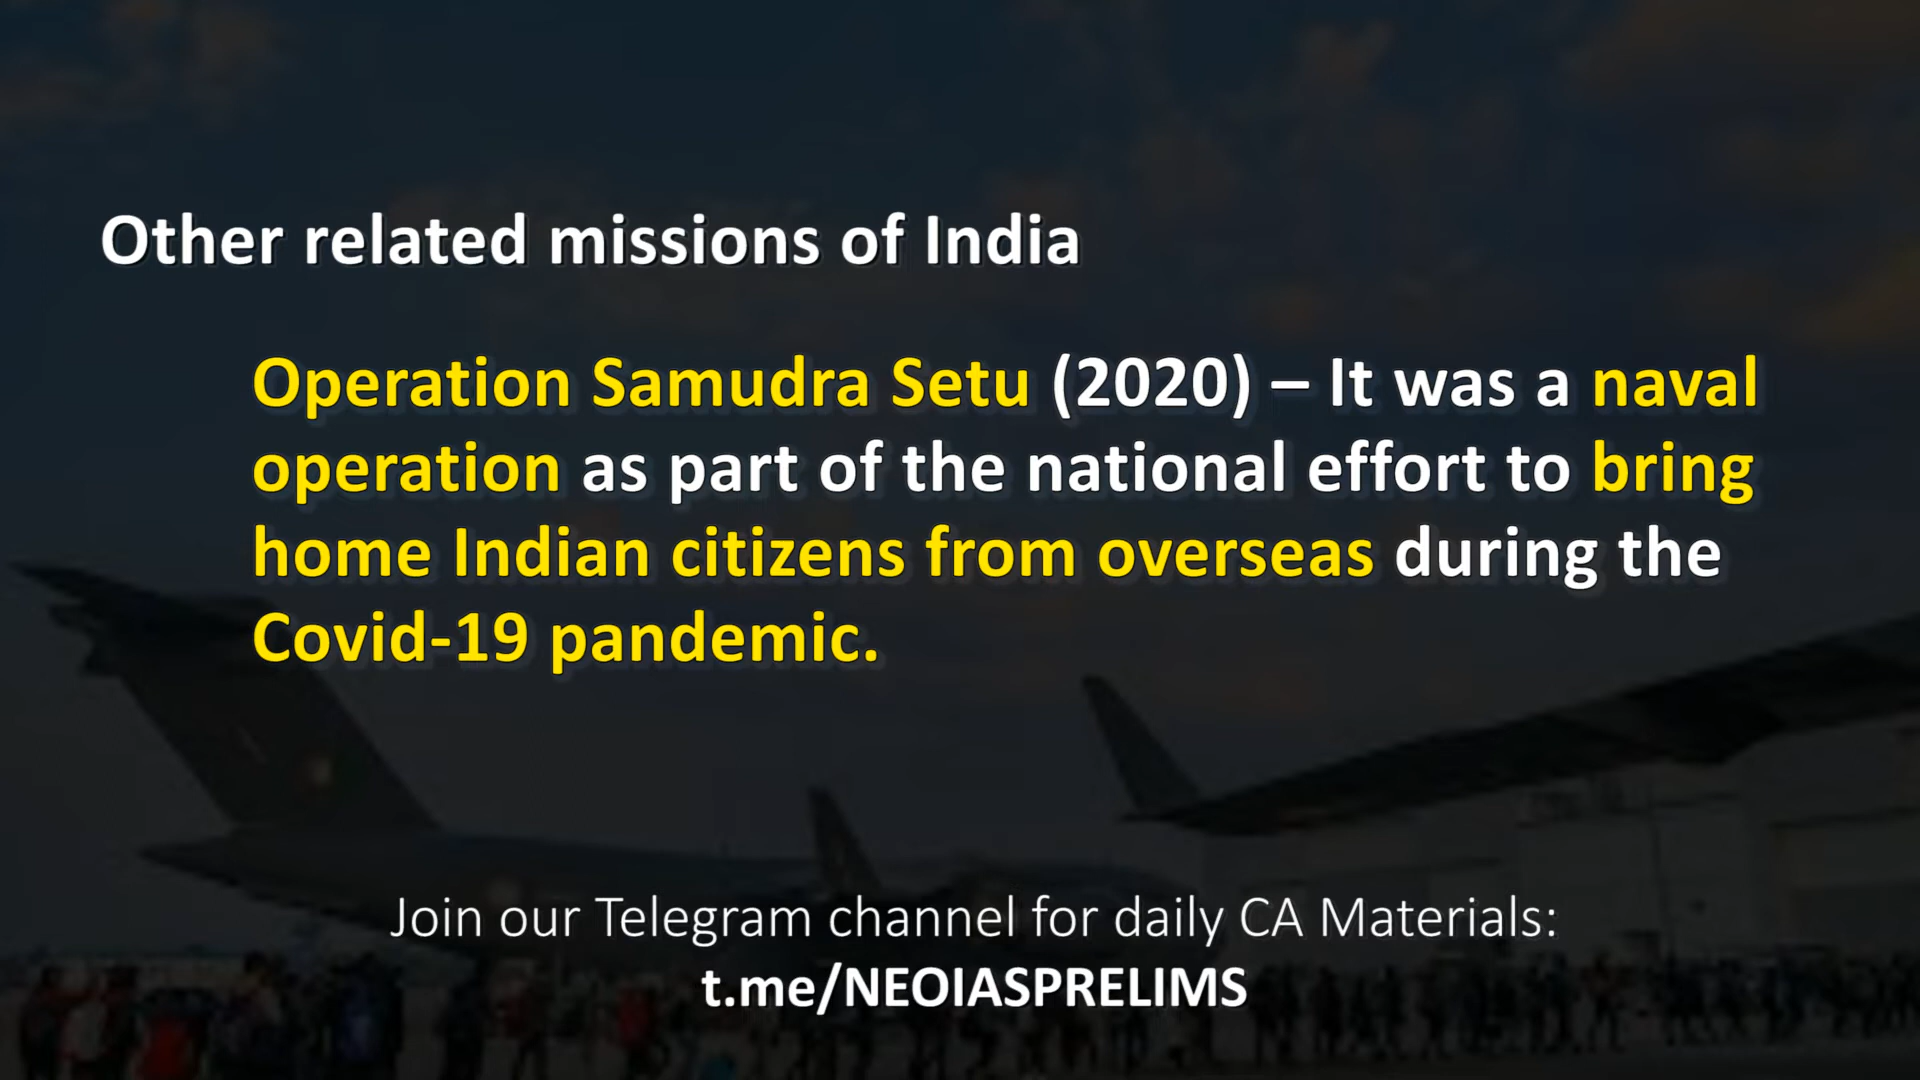 Other related missions of India
Operation Samudra Setu (2020) – It was a naval
operation as part of the national effort to bring
home Indian citizens from overseas during the
Covid-19 pandemic.
Join our Telegram channel for daily CA Materials:
t.me/NEOIASPRELIMS